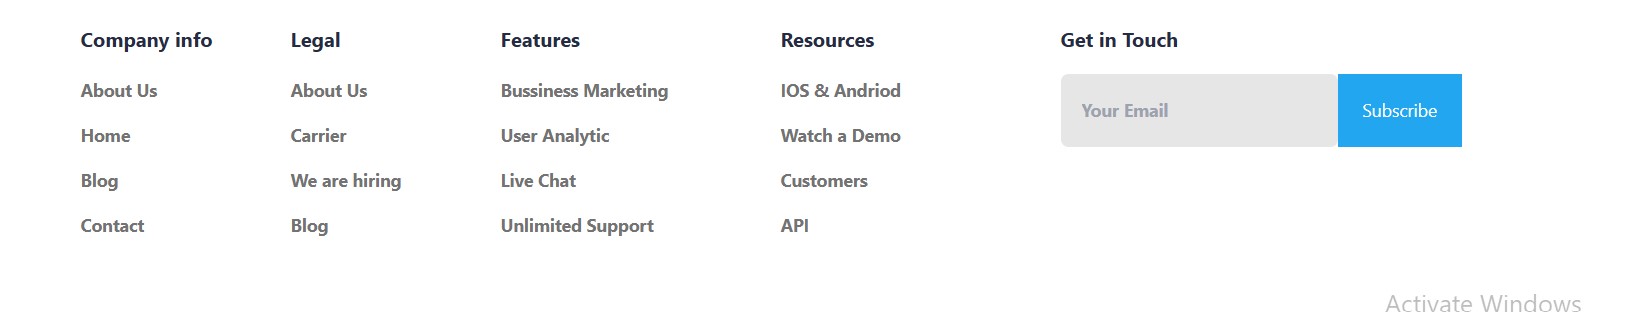 Company info
About Us
Home
Blog
Contact
Legal
About Us
Carrier
We are hiring
Blog
Features
Bussiness Marketing
User Analytic
Live Chat
Unlimited Support
Resources
IOS & Andriod
Watch a Demo
Customers
API
Get in Touch
Your Email
Subscribe
Activate Windows